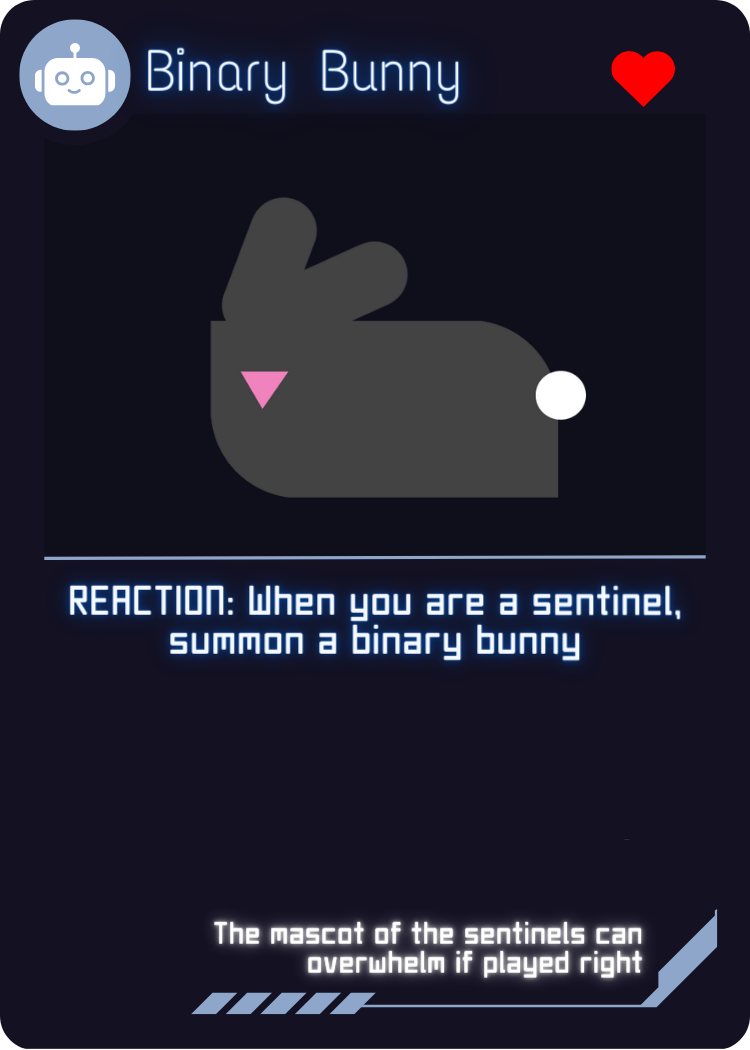 Binary Bunny
REACTION: When you are a sentinel,
summon a binary bunny
The mascot of the sentinels can
overwhelm if played right